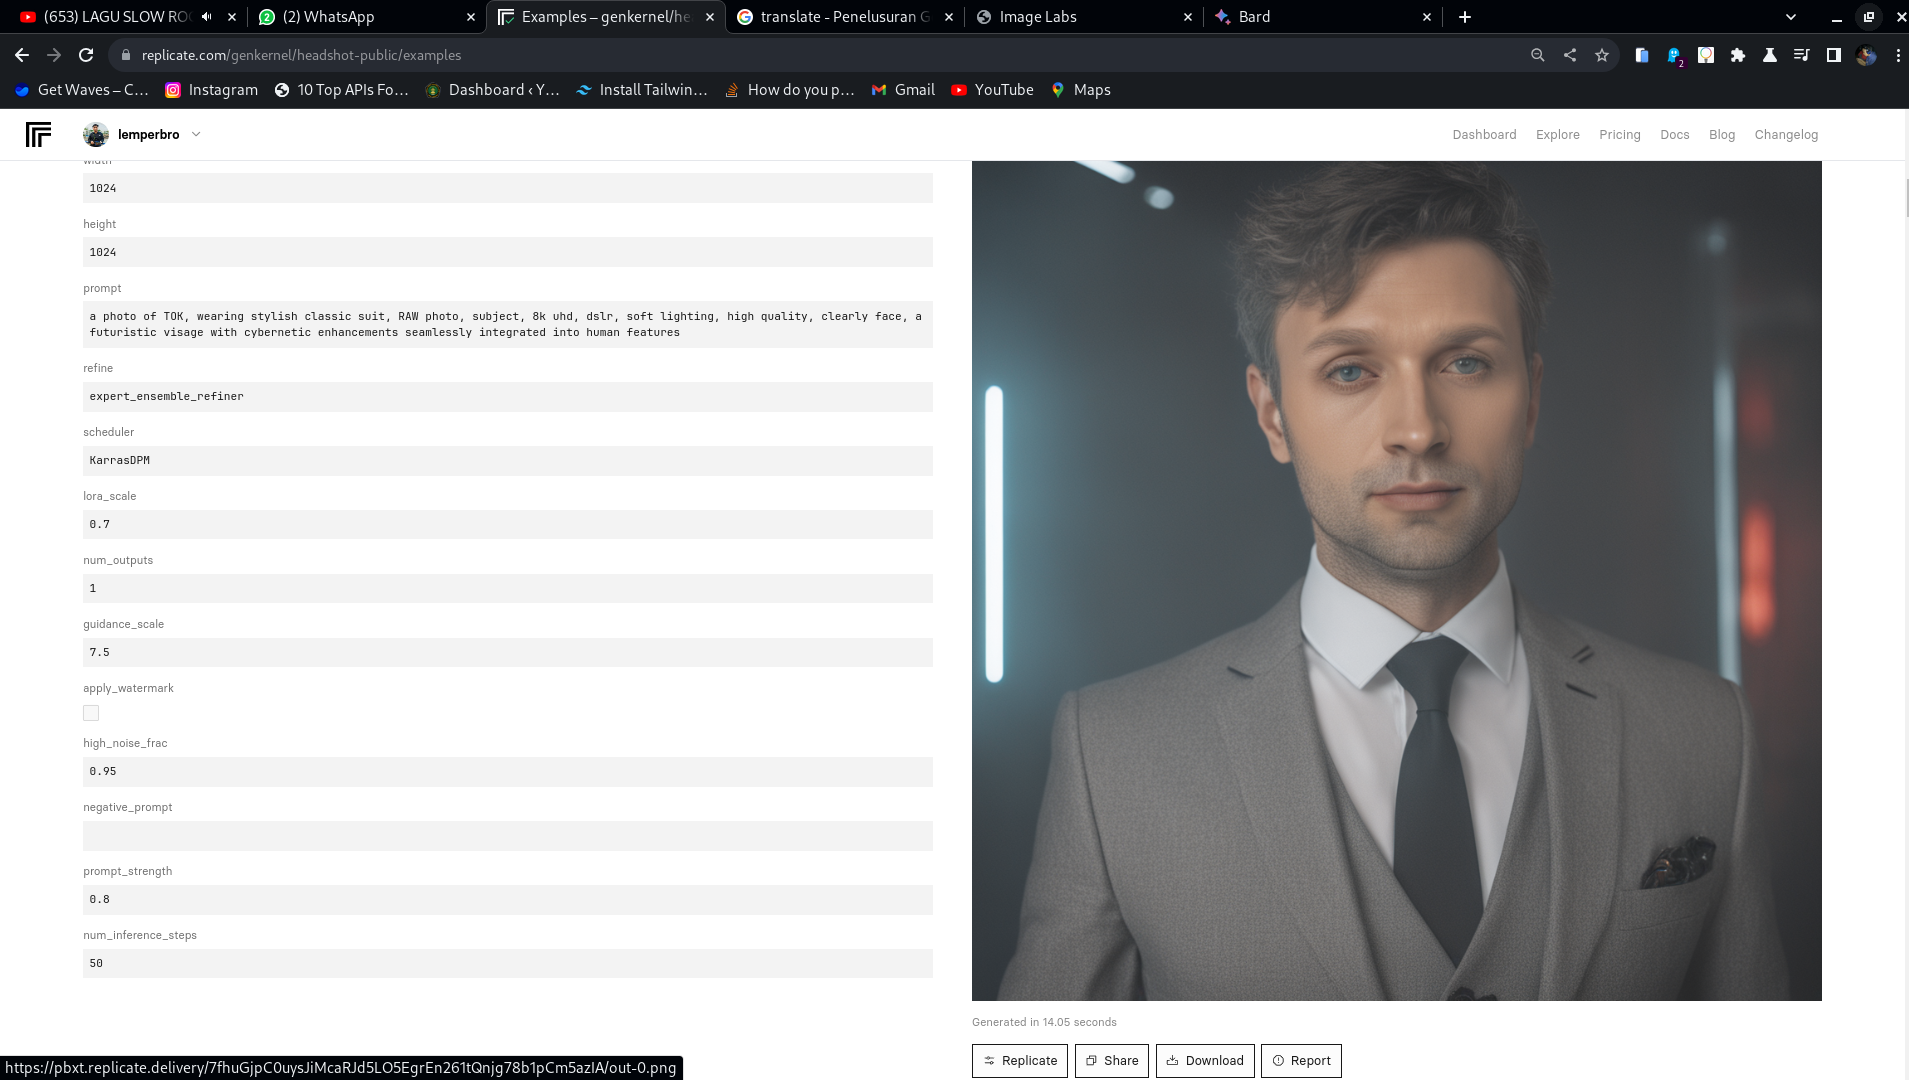 (653) LAGU SLOW RO
(2) WhatsApp
Examples – genkernel/he
translate - Penelusuran G
Image Labs
Bard
replicate.com/genkernel/headshot-public/examples
2
Get Waves – C...
Instagram
10 Top APIs Fo...
Dashboard ‹ Y...
Install Tailwin...
How do you p...
Gmail
YouTube
Maps
lemperbro
Dashboard
Explore
Pricing
Docs
Blog
Changelog
width
1024
height
1024
prompt
a photo of TOK, wearing stylish classic suit, RAW photo, subject, 8k uhd, dslr, soft lighting, high quality, clearly face, a
futuristic visage with cybernetic enhancements seamlessly integrated into human features
refine
expert_ensemble_refiner
scheduler
KarrasDPM
lora_scale
0.7
num_outputs
1
guidance_scale
7.5
apply_watermark
high_noise_frac
0.95
negative_prompt
prompt_strength
0.8
num_inference_steps
50
Generated in 14.05 seconds
Replicate
Share
Download
Report
https://pbxt.replicate.delivery/7fhuGjpC0uysJiMcaRJd5LO5EgrEn261tQnjg78b1pCm5azIA/out-0.png